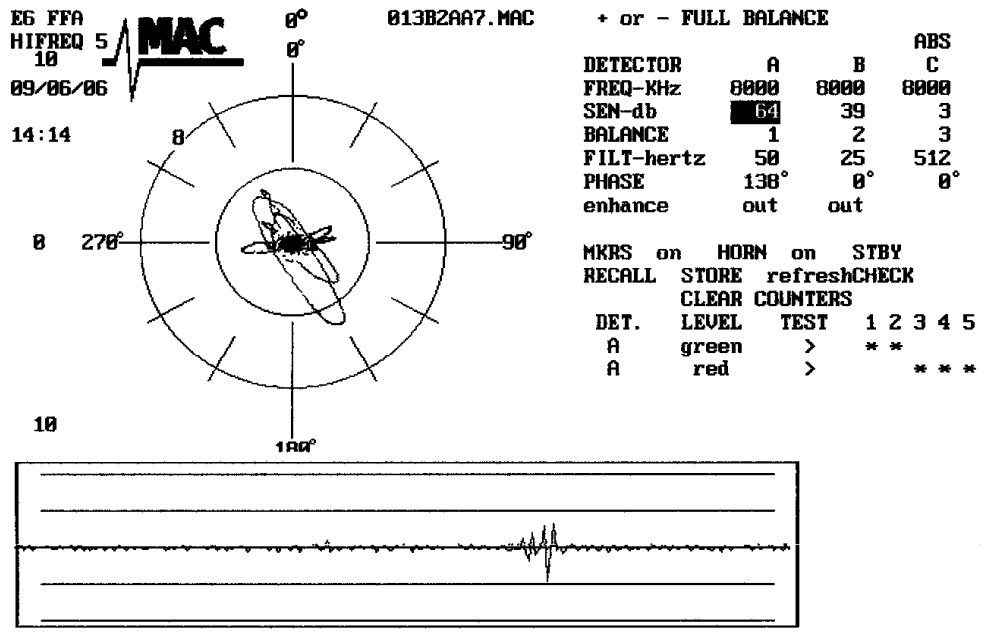 E6 FFA
HIFREQ 5
10
09/06/06
14:14
MAC
0°
0°
8
0
270°
90°
180°
10
013B2AA7.MAC
+ or - FULL BALANCE
ABS
DETECTOR A B C
FREQ-KHz 8000 8000 8000
SEN-db 64 39 3
BALANCE 1 2 3
FILT-hertz 50 25 512
PHASE 138° 0° 0°
enhance out out
MKRS on HORN on STBY
RECALL STORE refreshCHECK
CLEAR COUNTERS
DET. LEVEL TEST 1 2 3 4 5
A green > * *
A red > * * *